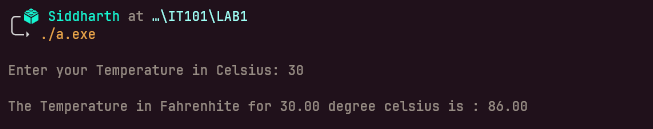 Siddharth at …\IT101\LAB1
./a.exe
Enter your Temperature in Celsius: 30
The Temperature in Fahrenhite for 30.00 degree celsius is : 86.00